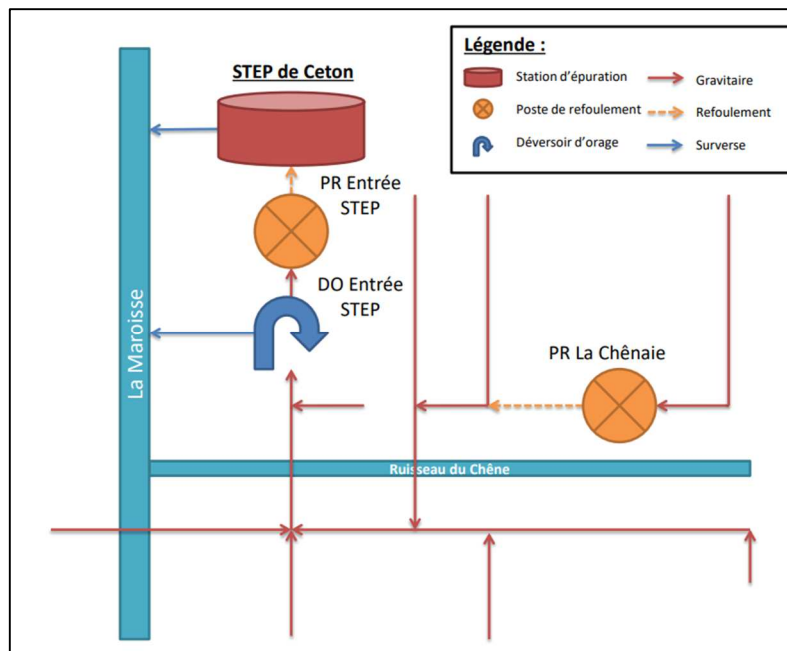 STEP de Ceton
Légende :
Station d'épuration
Gravitaire
Poste de refoulement
Refoulement
Déversoir d'orage
Surverse
PR Entrée
STEP
DO Entrée
STEP
PR La Chênaie
La Maroisse
Ruisseau du Chêne